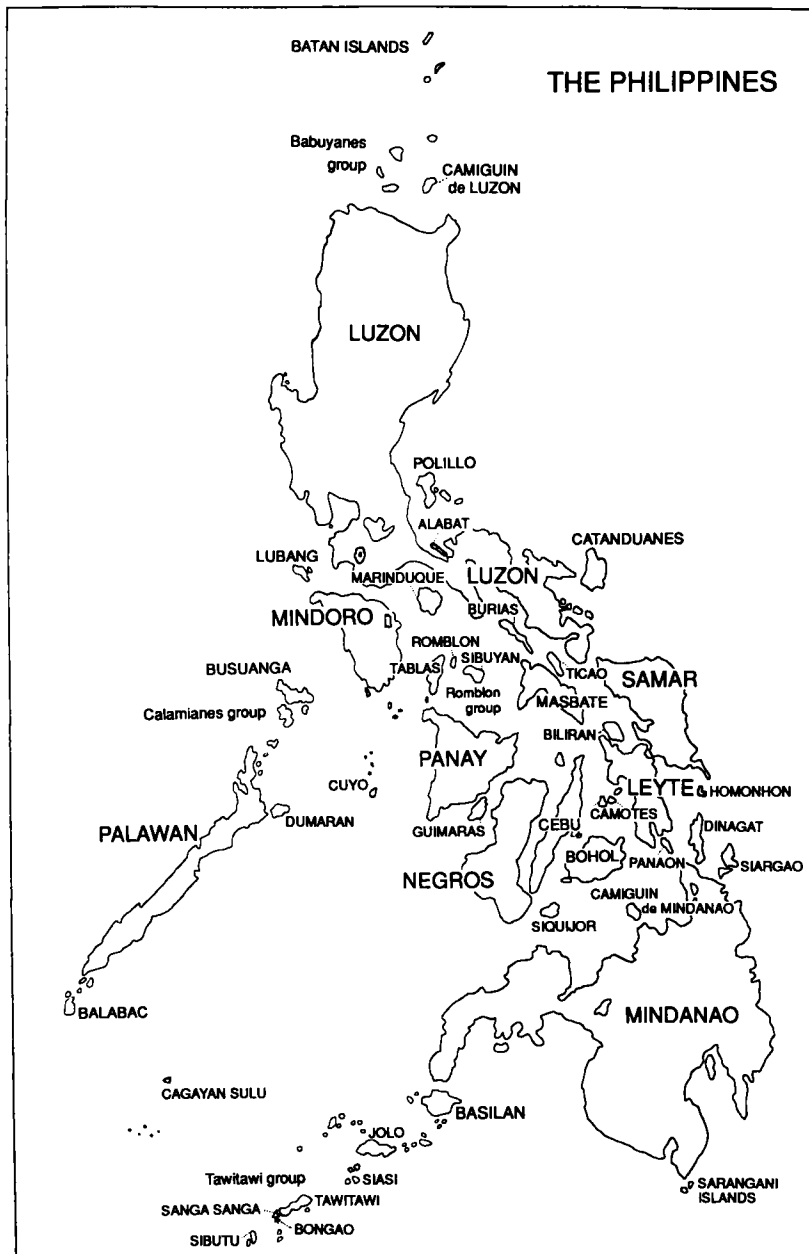 BATAN ISLANDS
THE PHILIPPINES
Babuyanes
group
CAMIGUIN
de LUZON
LUZON
POLILLO
ALABAT
CATANDUANES
LUBANG
MARINDUQUE
LUZON
BURIAS
MINDORO
ROMBLON
SIBUYAN
TABLAS
TICAO
BUSUANGA
Romblon
group
SAMAR
MASBATE
Calamianes group
BILIRAN
PANAY
CUYO
LEYTE
HOMONHON
CAMOTES
DUMARAN
GUIMARAS
CEBU
DINAGAT
PALAWAN
BOHOL
PANAON
SIARGAO
NEGROS
CAMIGUIN
de MINDANAO
SIQUIJOR
BALABAC
MINDANAO
CAGAYAN SULU
BASILAN
JOLO
Tawitawi group
SIASI
SARANGANI
ISLANDS
TAWITAWI
SANGA SANGA
BONGAO
SIBUTU